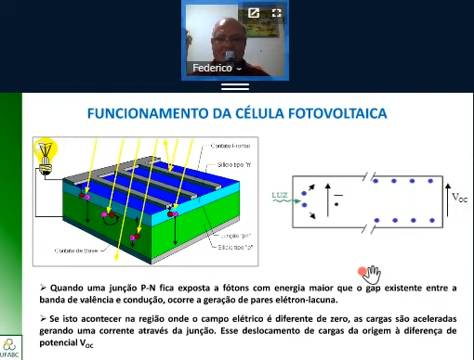 Federico
FUNCIONAMENTO DA CÉLULA FOTOVOLTAICA
Contato Frontal
Silício tipo "n"
Junção "pn"
Silício tipo "p"
Contato de Base
LUZ
V_OC
➢ Quando uma junção P-N fica exposta a fótons com energia maior que o gap existente entre a
banda de valência e condução, ocorre a geração de pares elétron-lacuna.
➢ Se isto acontecer na região onde o campo elétrico é diferente de zero, as cargas são aceleradas
gerando uma corrente através da junção. Esse deslocamento de cargas da origem à diferença de
potencial V_OC
UFABC